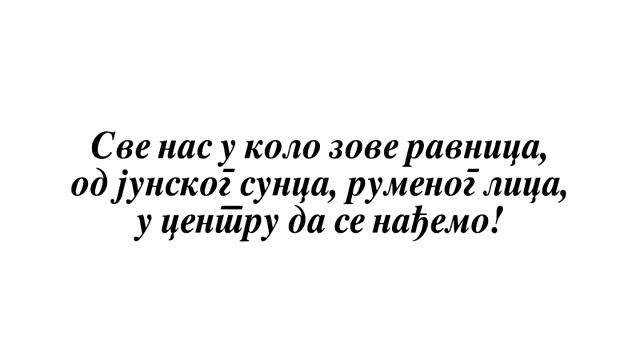 Све нас у коло зове равница,
од јунског сунца, руменог лица,
у центру да се нађемо!